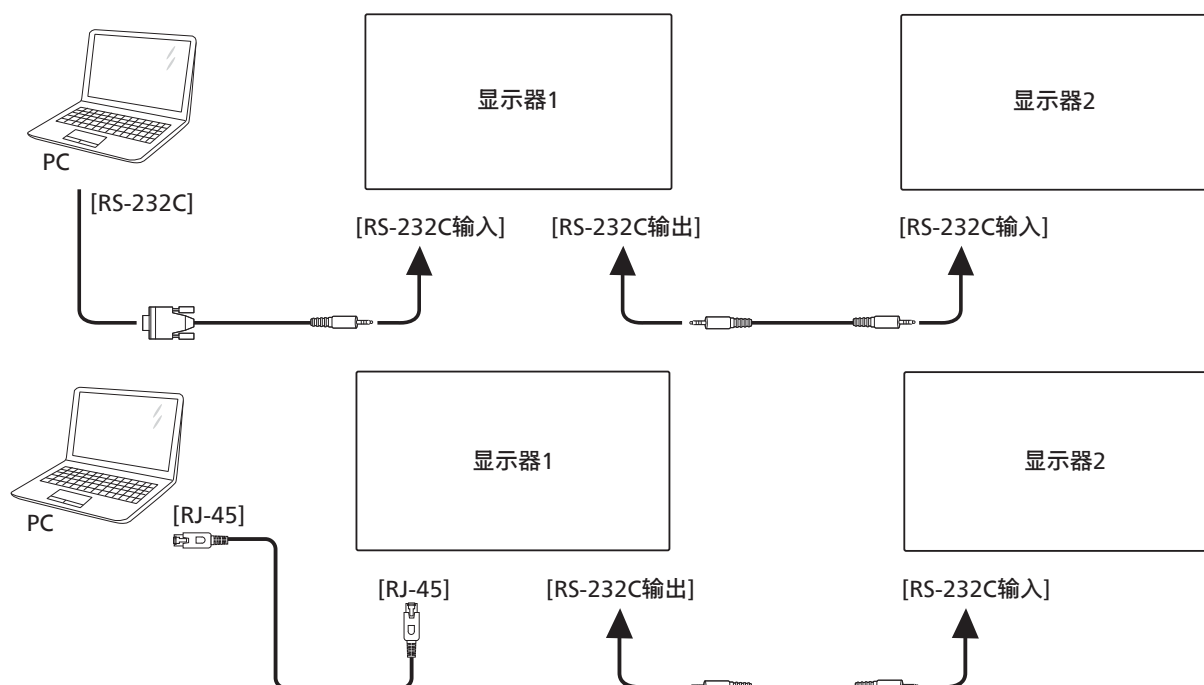 显示器1
显示器2
PC
[RS-232C]
[RS-232C输入]
[RS-232C输出]
[RS-232C输入]
显示器1
显示器2
PC
[RJ-45]
[RJ-45]
[RS-232C输出]
[RS-232C输入]